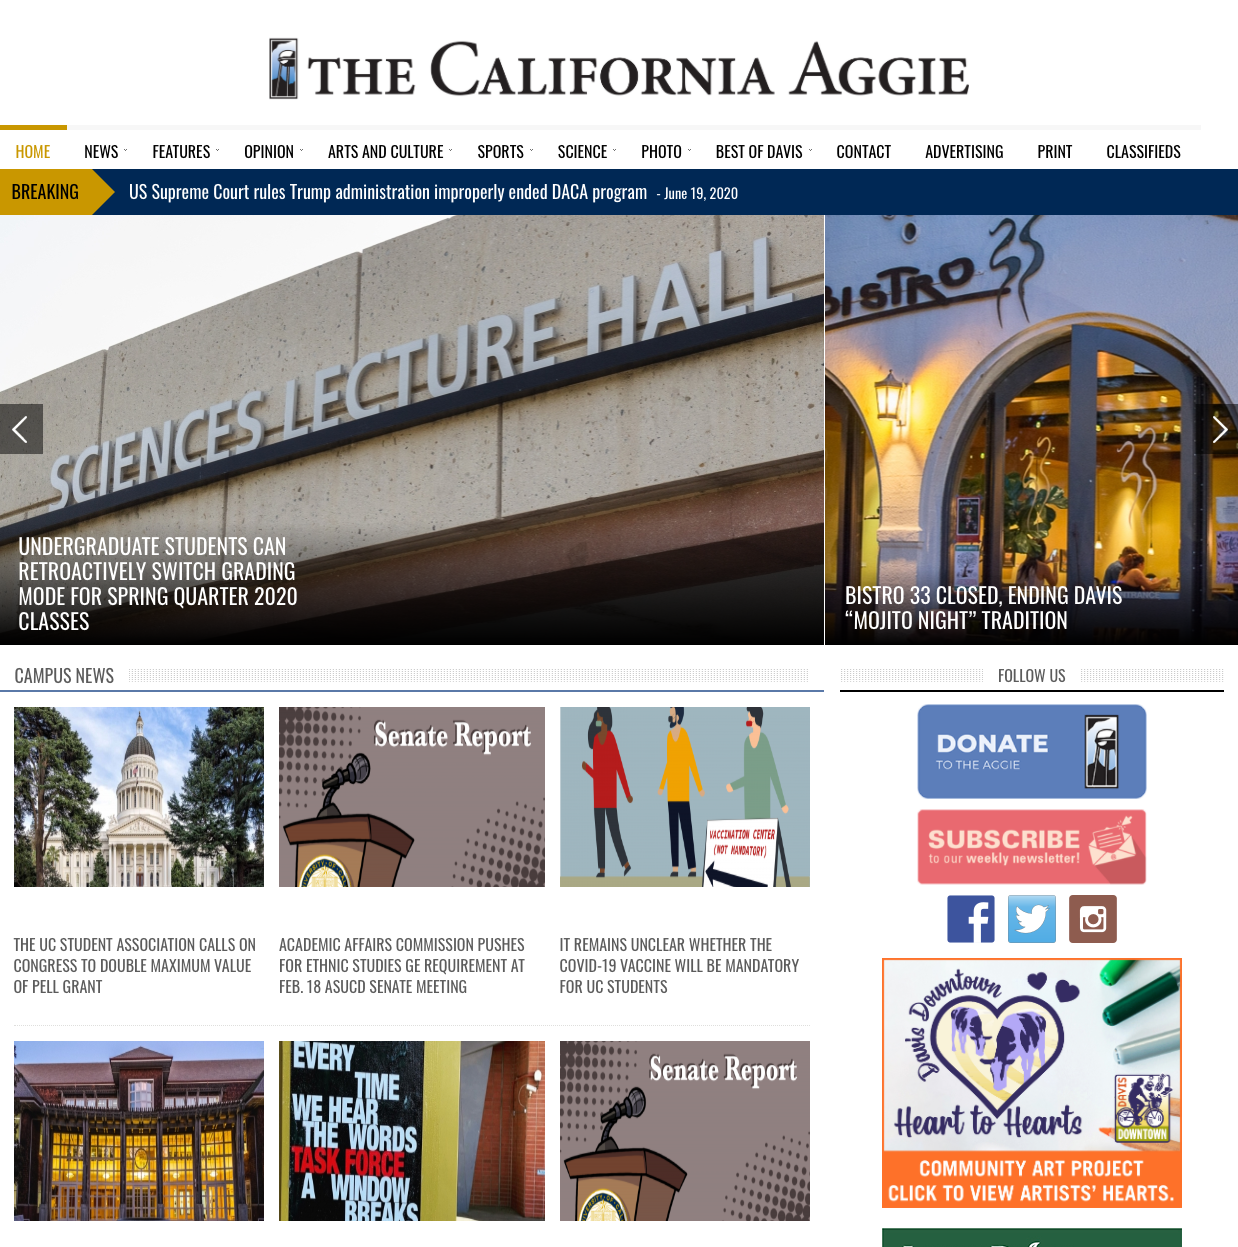 THE CALIFORNIA AGGIE
HOME NEWS FEATURES OPINION ARTS AND CULTURE SPORTS SCIENCE PHOTO BEST OF DAVIS CONTACT ADVERTISING PRINT CLASSIFIEDS
BREAKING US Supreme Court rules Trump administration improperly ended DACA program - June 19, 2020
SCIENCES LECTURE HALL
UNDERGRADUATE STUDENTS CAN
RETROACTIVELY SWITCH GRADING
MODE FOR SPRING QUARTER 2020
CLASSES
BISTRO 33
BISTRO 33 CLOSED, ENDING DAVIS
“MOJITO NIGHT” TRADITION
CAMPUS NEWS
Senate Report
VACCINATION CENTER
(NOT MANDATORY)
THE UC STUDENT ASSOCIATION CALLS ON
CONGRESS TO DOUBLE MAXIMUM VALUE
OF PELL GRANT
ACADEMIC AFFAIRS COMMISSION PUSHES
FOR ETHNIC STUDIES GE REQUIREMENT AT
FEB. 18 ASUCD SENATE MEETING
IT REMAINS UNCLEAR WHETHER THE
COVID-19 VACCINE WILL BE MANDATORY
FOR UC STUDENTS
EVERY
TIME
WE HEAR
THE WORDS
TASK FORCE
A WINDOW
BREAKS
Senate Report
FOLLOW US
DONATE
TO THE AGGIE
SUBSCRIBE
to our weekly newsletter!
Davis Downtown
Heart to Hearts
DAVIS
DOWNTOWN
COMMUNITY ART PROJECT
CLICK TO VIEW ARTISTS' HEARTS.